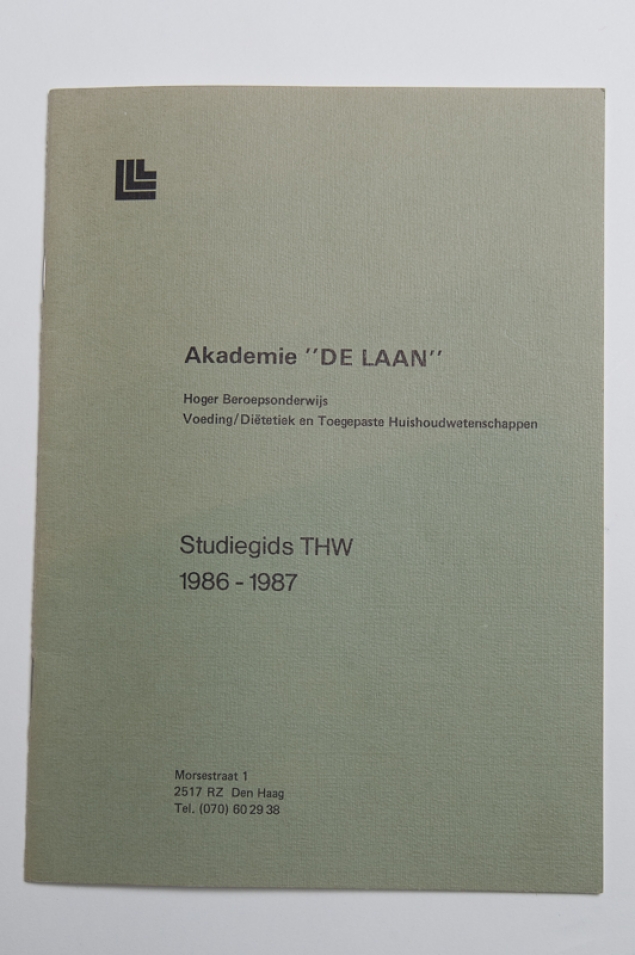 Akademie "DE LAAN"
Hoger Beroepsonderwijs
Voeding/Diëtetiek en Toegepaste Huishoudwetenschappen
Studiegids THW
1986 - 1987
Morsestraat 1
2517 RZ Den Haag
Tel. (070) 60 29 38